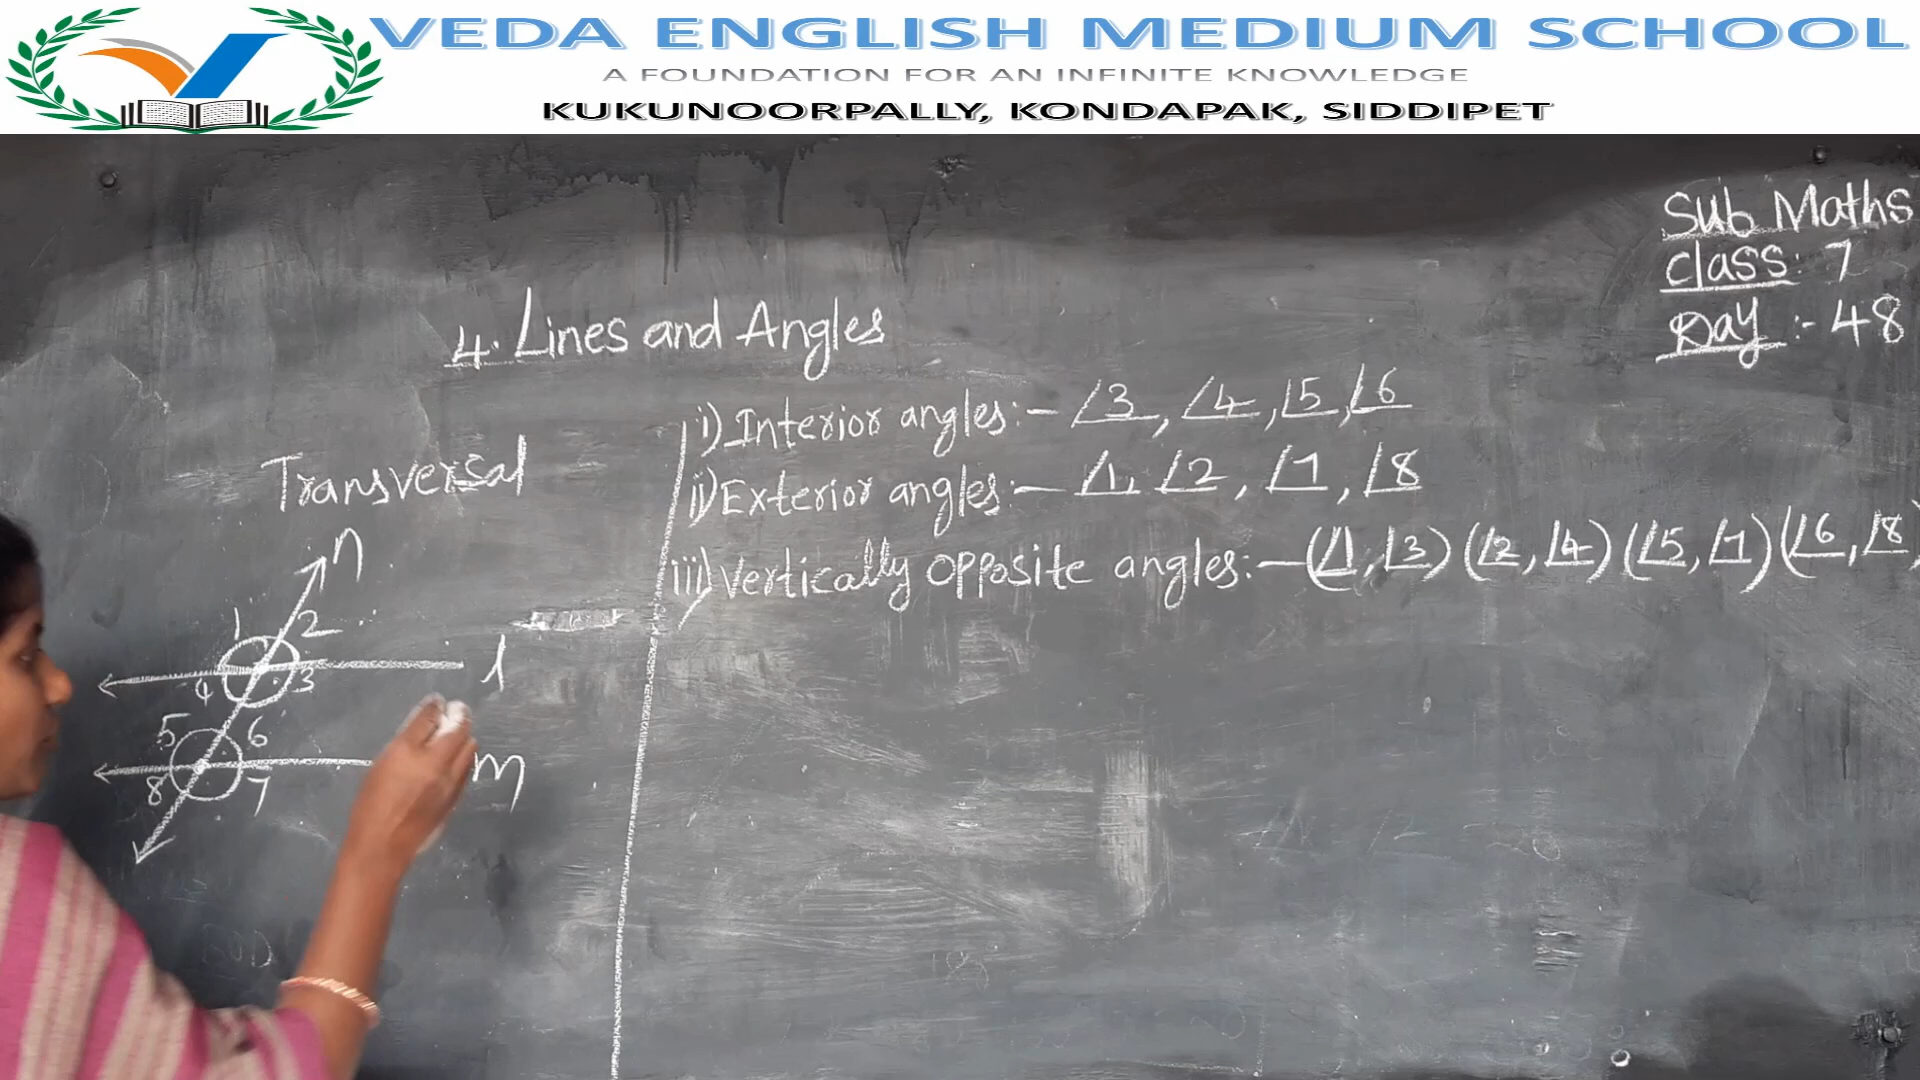 VEDA ENGLISH MEDIUM SCHOOL
A FOUNDATION FOR AN INFINITE KNOWLEDGE
KUKUNOORPALLY, KONDAPAK, SIDDIPET
Sub Maths
Class: 7
Day :- 48
4. Lines and Angles
Transversal
n
1 2
l
4 3
5 6
m
8 7
i) Interior angles:- ∠3, ∠4, ∠5, ∠6
ii) Exterior angles:- ∠1, ∠2, ∠7, ∠8
iii) Vertically opposite angles:- (∠1, ∠3) (∠2, ∠4) (∠5, ∠7) (∠6, ∠8)